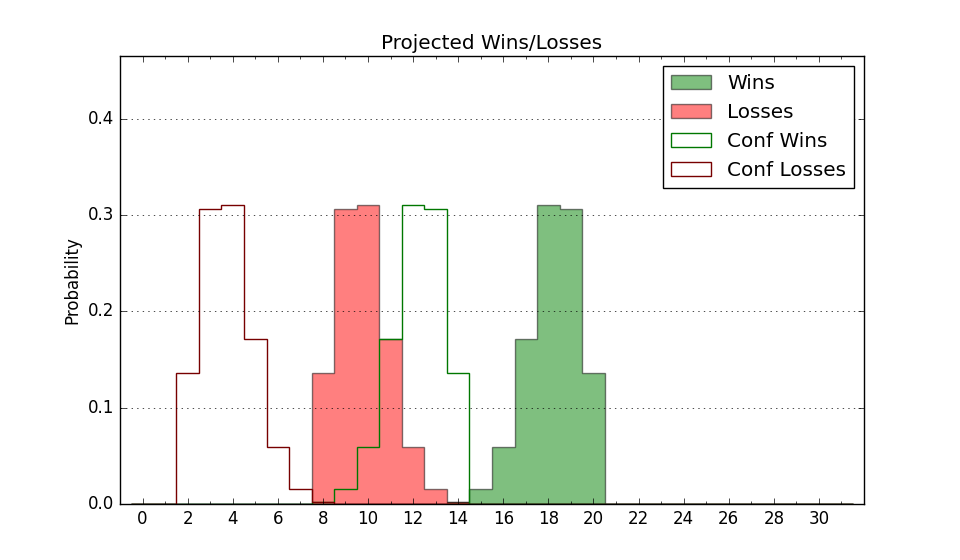 Projected Wins/Losses
Wins
Losses
Conf Wins
Conf Losses
Probability
0.4
0.3
0.2
0.1
0.0
0 2 4 6 8 10 12 14 16 18 20 22 24 26 28 30